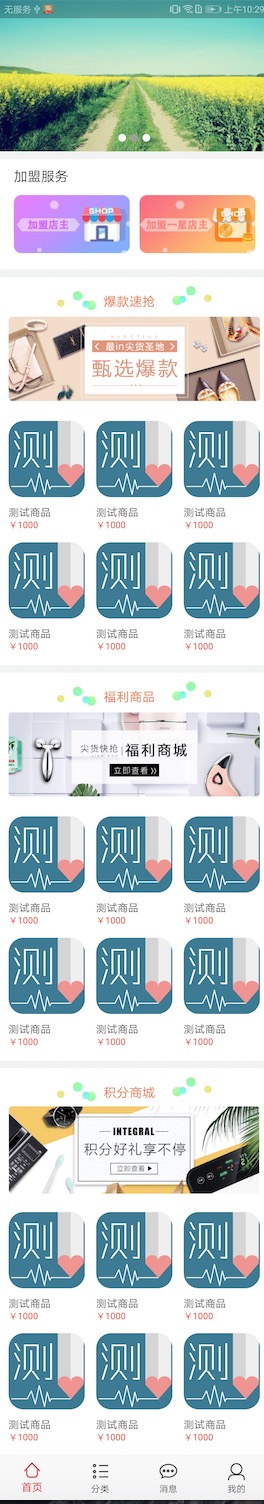 无服务 上午10:29
加盟服务
加盟店主 SHOP
加盟一星店主 SHOP
爆款速抢
最in尖货圣地
甄选爆款
测 测 测
测试商品 测试商品 测试商品
￥1000 ￥1000 ￥1000
测 测 测
测试商品 测试商品 测试商品
￥1000 ￥1000 ￥1000
福利商品
尖货快抢 福利商城
立即查看
测 测 测
测试商品 测试商品 测试商品
￥1000 ￥1000 ￥1000
测 测 测
测试商品 测试商品 测试商品
￥1000 ￥1000 ￥1000
积分商城
INTEGRAL
积分好礼享不停
立即查看
测 测 测
测试商品 测试商品 测试商品
￥1000 ￥1000 ￥1000
测 测 测
测试商品 测试商品 测试商品
￥1000 ￥1000 ￥1000
首页 分类 消息 我的